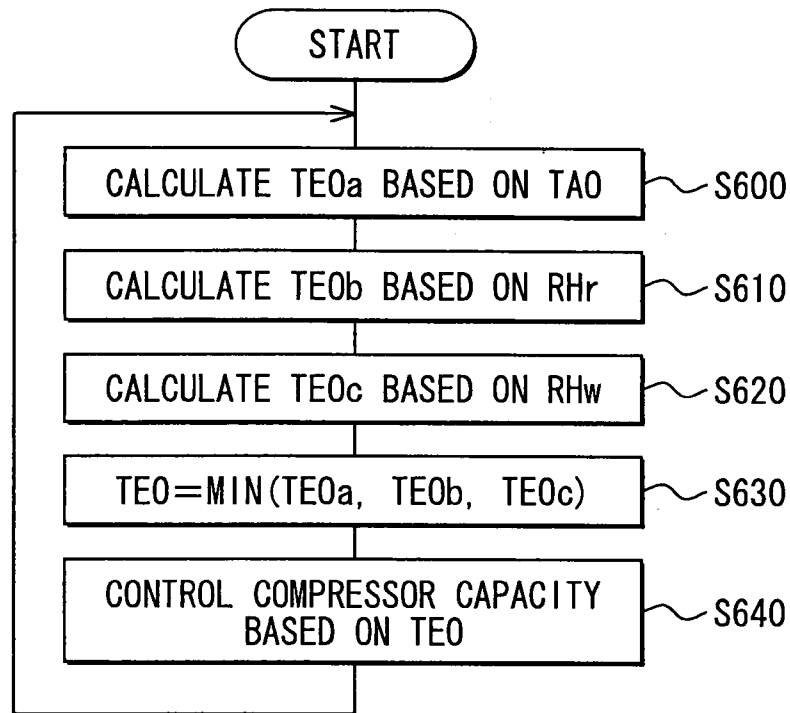 START
CALCULATE TEOa BASED ON TAO
S600
CALCULATE TEOb BASED ON RHr
S610
CALCULATE TEOc BASED ON RHw
S620
TEO=MIN(TEOa, TEOb, TEOc)
S630
CONTROL COMPRESSOR CAPACITY
BASED ON TEO
S640